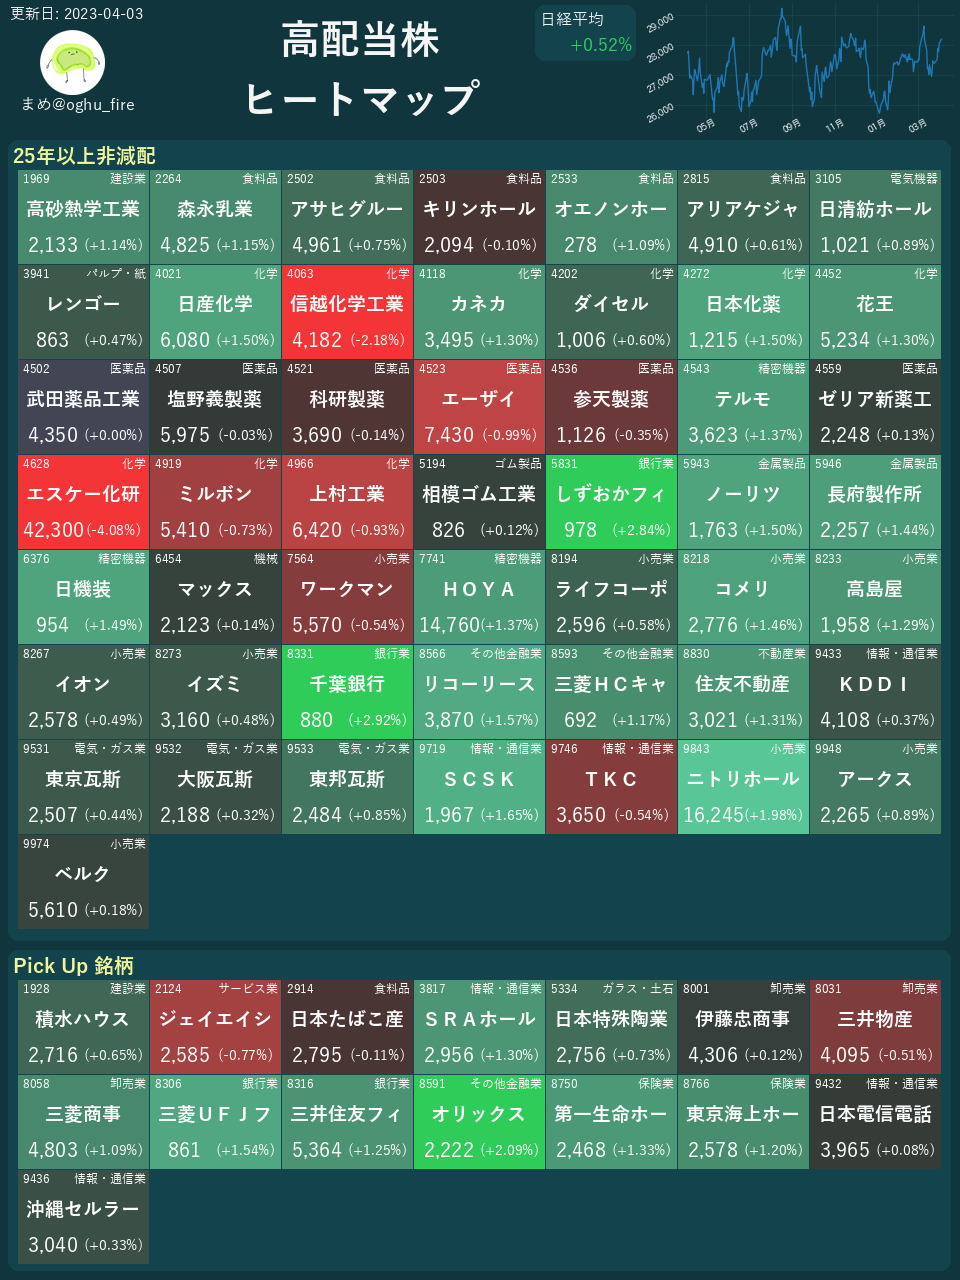 更新日: 2023-04-03
まめ@oghu_fire
高配当株
ヒートマップ
日経平均
+0.52%
29,000
28,000
27,000
26,000
05月 07月 09月 11月 01月 03月
25年以上非減配
1969 建設業
高砂熱学工業
2,133 (+1.14%)
2264 食料品
森永乳業
4,825 (+1.15%)
2502 食料品
アサヒグルー
4,961 (+0.75%)
2503 食料品
キリンホール
2,094 (-0.10%)
2533 食料品
オエノンホー
278 (+1.09%)
2815 食料品
アリアケジャ
4,910 (+0.61%)
3105 電気機器
日清紡ホール
1,021 (+0.89%)
3941 パルプ・紙
レンゴー
863 (+0.47%)
4021 化学
日産化学
6,080 (+1.50%)
4063 化学
信越化学工業
4,182 (-2.18%)
4118 化学
カネカ
3,495 (+1.30%)
4202 化学
ダイセル
1,006 (+0.60%)
4272 化学
日本化薬
1,215 (+1.50%)
4452 化学
花王
5,234 (+1.30%)
4502 医薬品
武田薬品工業
4,350 (+0.00%)
4507 医薬品
塩野義製薬
5,975 (-0.03%)
4521 医薬品
科研製薬
3,690 (-0.14%)
4523 医薬品
エーザイ
7,430 (-0.99%)
4536 医薬品
参天製薬
1,126 (-0.35%)
4543 精密機器
テルモ
3,623 (+1.37%)
4559 医薬品
ゼリア新薬工
2,248 (+0.13%)
4628 化学
エスケー化研
42,300(-4.08%)
4919 化学
ミルボン
5,410 (-0.73%)
4966 化学
上村工業
6,420 (-0.93%)
5194 ゴム製品
相模ゴム工業
826 (+0.12%)
5831 銀行業
しずおかフィ
978 (+2.84%)
5943 金属製品
ノーリツ
1,763 (+1.50%)
5946 金属製品
長府製作所
2,257 (+1.44%)
6376 精密機器
日機装
954 (+1.49%)
6454 機械
マックス
2,123 (+0.14%)
7564 小売業
ワークマン
5,570 (-0.54%)
7741 精密機器
ＨＯＹＡ
14,760(+1.37%)
8194 小売業
ライフコーポ
2,596 (+0.58%)
8218 小売業
コメリ
2,776 (+1.46%)
8233 小売業
高島屋
1,958 (+1.29%)
8267 小売業
イオン
2,578 (+0.49%)
8273 小売業
イズミ
3,160 (+0.48%)
8331 銀行業
千葉銀行
880 (+2.92%)
8566 その他金融業
リコーリース
3,870 (+1.57%)
8593 その他金融業
三菱ＨＣキャ
692 (+1.17%)
8830 不動産業
住友不動産
3,021 (+1.31%)
9433 情報・通信業
ＫＤＤＩ
4,108 (+0.37%)
9531 電気・ガス業
東京瓦斯
2,507 (+0.44%)
9532 電気・ガス業
大阪瓦斯
2,188 (+0.32%)
9533 電気・ガス業
東邦瓦斯
2,484 (+0.85%)
9719 情報・通信業
ＳＣＳＫ
1,967 (+1.65%)
9746 情報・通信業
ＴＫＣ
3,650 (-0.54%)
9843 小売業
ニトリホール
16,245(+1.98%)
9948 小売業
アークス
2,265 (+0.89%)
9974 小売業
ベルク
5,610 (+0.18%)
Pick Up 銘柄
1928 建設業
積水ハウス
2,716 (+0.65%)
2124 サービス業
ジェイエイシ
2,585 (-0.77%)
2914 食料品
日本たばこ産
2,795 (-0.11%)
3817 情報・通信業
ＳＲＡホール
2,956 (+1.30%)
5334 ガラス・土石
日本特殊陶業
2,756 (+0.73%)
8001 卸売業
伊藤忠商事
4,306 (+0.12%)
8031 卸売業
三井物産
4,095 (-0.51%)
8058 卸売業
三菱商事
4,803 (+1.09%)
8306 銀行業
三菱ＵＦＪフ
861 (+1.54%)
8316 銀行業
三井住友フィ
5,364 (+1.25%)
8591 その他金融業
オリックス
2,222 (+2.09%)
8750 保険業
第一生命ホー
2,468 (+1.33%)
8766 保険業
東京海上ホー
2,578 (+1.20%)
9432 情報・通信業
日本電信電話
3,965 (+0.08%)
9436 情報・通信業
沖縄セルラー
3,040 (+0.33%)